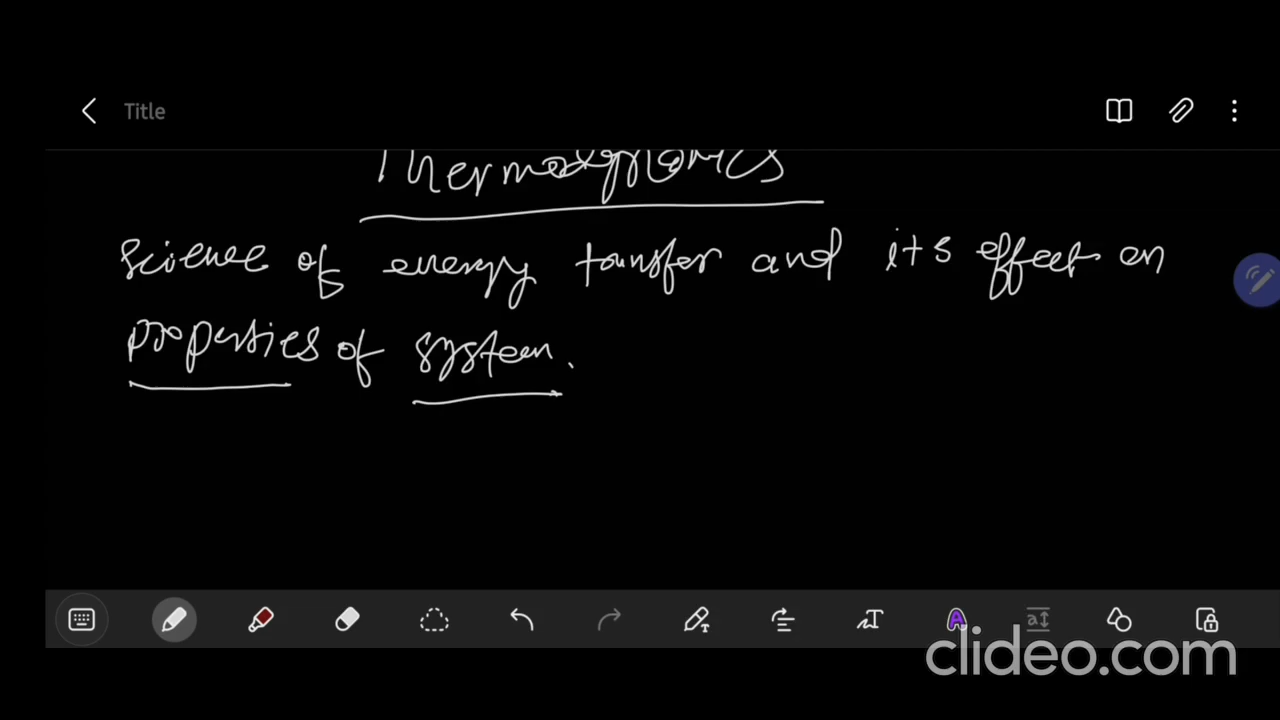 Title
Thermodynamics
Science of energy transfer and its effect on
properties of system.
clideo.com